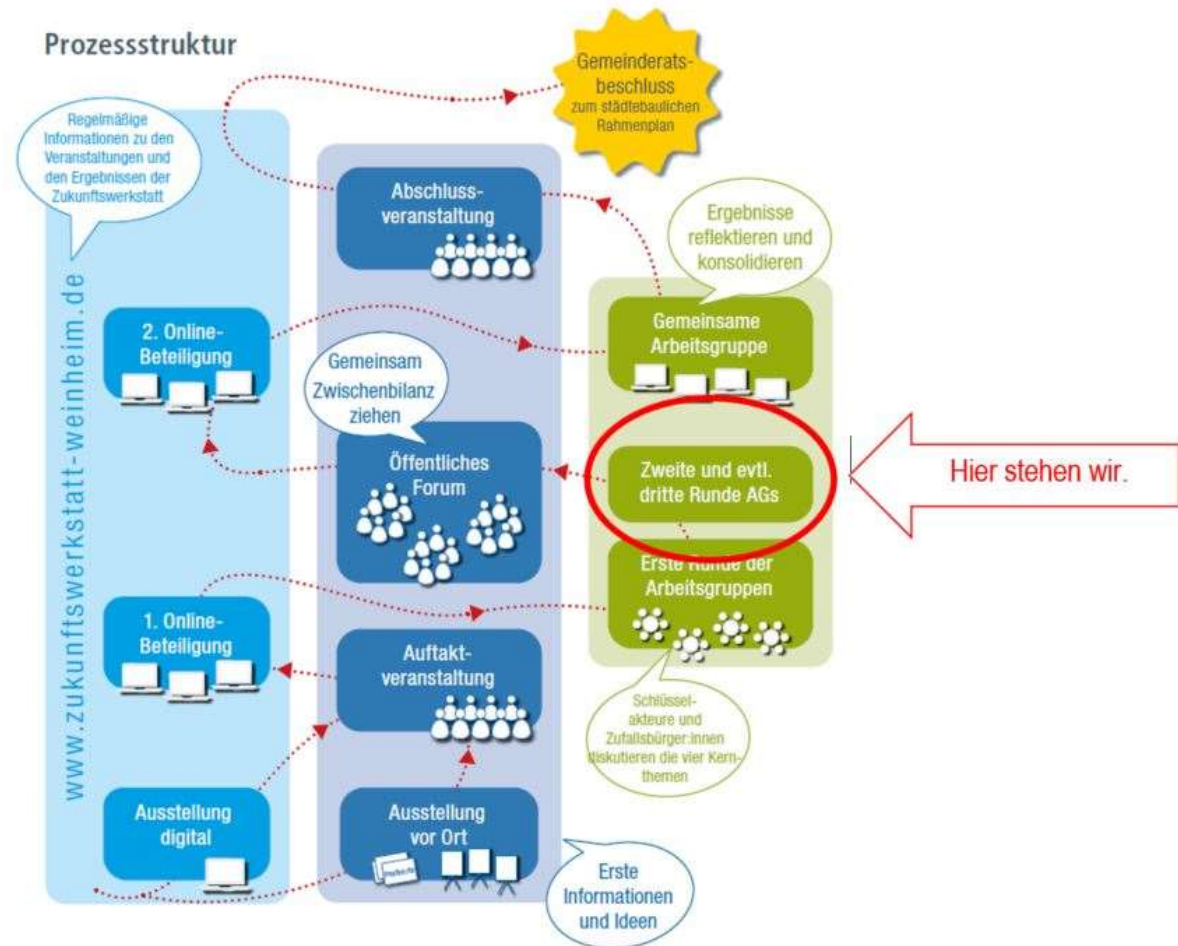 Prozessstruktur
Gemeinderats-
beschluss
zum städtebaulichen
Rahmenplan
Regelmäßige
Informationen zu den
Veranstaltungen und
den Ergebnissen der
Zukunftswerkstatt
www.zukunftswerkstatt-weinheim.de
Abschluss-
veranstaltung
Ergebnisse
reflektieren und
konsolidieren
2. Online-
Beteiligung
Gemeinsame
Arbeitsgruppe
Gemeinsam
Zwischenbilanz
ziehen
Öffentliches
Forum
Zweite und evtl.
dritte Runde AGs
Hier stehen wir.
Erste Runde der
Arbeitsgruppen
1. Online-
Beteiligung
Auftakt-
veranstaltung
Schlüssel-
akteure und
Zufallsbürger:innen
diskutieren die vier Kern-
themen
Ausstellung
digital
Ausstellung
vor Ort
Erste
Informationen
und Ideen